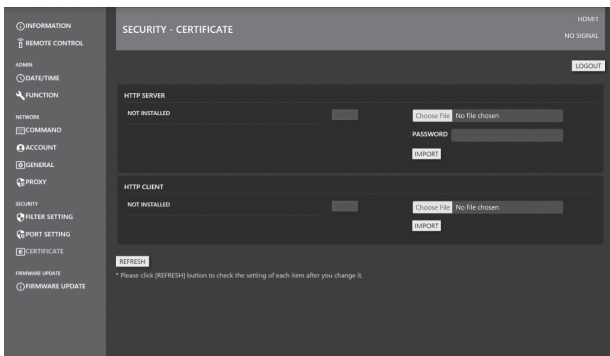 INFORMATION
REMOTE CONTROL
ADMIN
DATE/TIME
FUNCTION
NETWORK
COMMAND
ACCOUNT
GENERAL
PROXY
SECURITY
FILTER SETTING
PORT SETTING
CERTIFICATE
FIRMWARE UPDATE
FIRMWARE UPDATE
SECURITY - CERTIFICATE
HDMI1
NO SIGNAL
LOGOUT
HTTP SERVER
NOT INSTALLED
Choose File No file chosen
PASSWORD
IMPORT
HTTP CLIENT
NOT INSTALLED
Choose File No file chosen
IMPORT
REFRESH
* Please click [REFRESH] button to check the setting of each item after you change it.